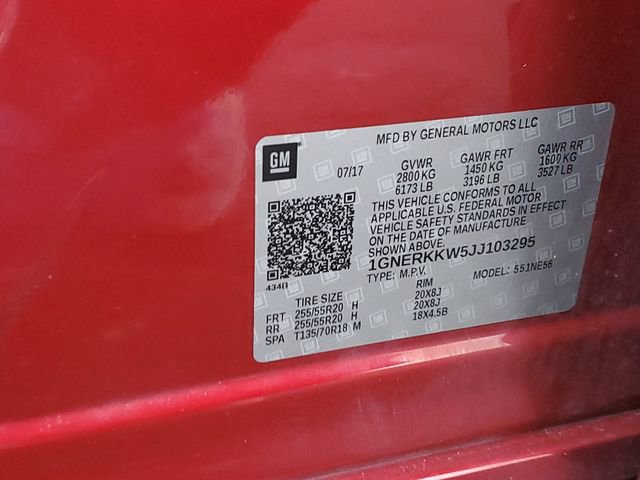 MFD BY GENERAL MOTORS LLC
GM
07/17
GVWR GAWR FRT GAWR RR
2800 KG 1450 KG 1600 KG
6173 LB 3196 LB 3527 LB
THIS VEHICLE CONFORMS TO ALL
APPLICABLE U.S. FEDERAL MOTOR
VEHICLE SAFETY STANDARDS IN EFFECT
ON THE DATE OF MANUFACTURE
SHOWN ABOVE.
1GNERKKW5JJ103295
434B
TYPE: M.P.V. MODEL: 551NE56
TIRE SIZE RIM
FRT 255/55R20 H 20X8J
RR 255/55R20 H 20X8J
SPA T135/70R18 M 18X4.5B